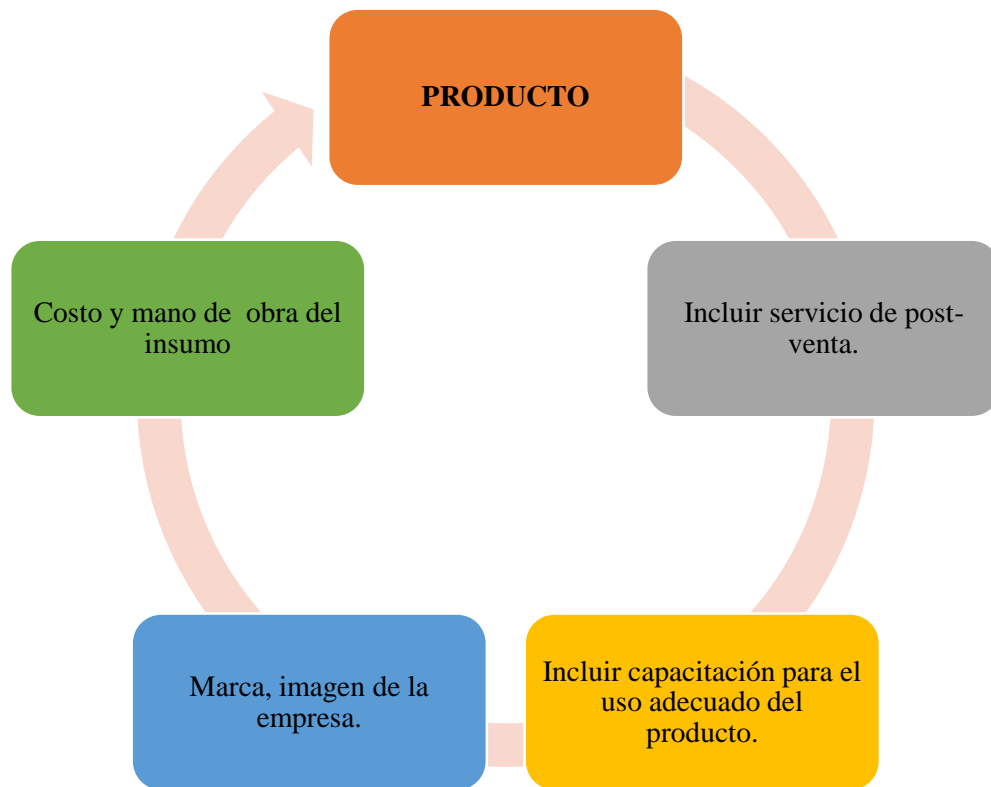 PRODUCTO
Incluir servicio de post-
venta.
Incluir capacitación para el
uso adecuado del
producto.
Marca, imagen de la
empresa.
Costo y mano de  obra del
insumo